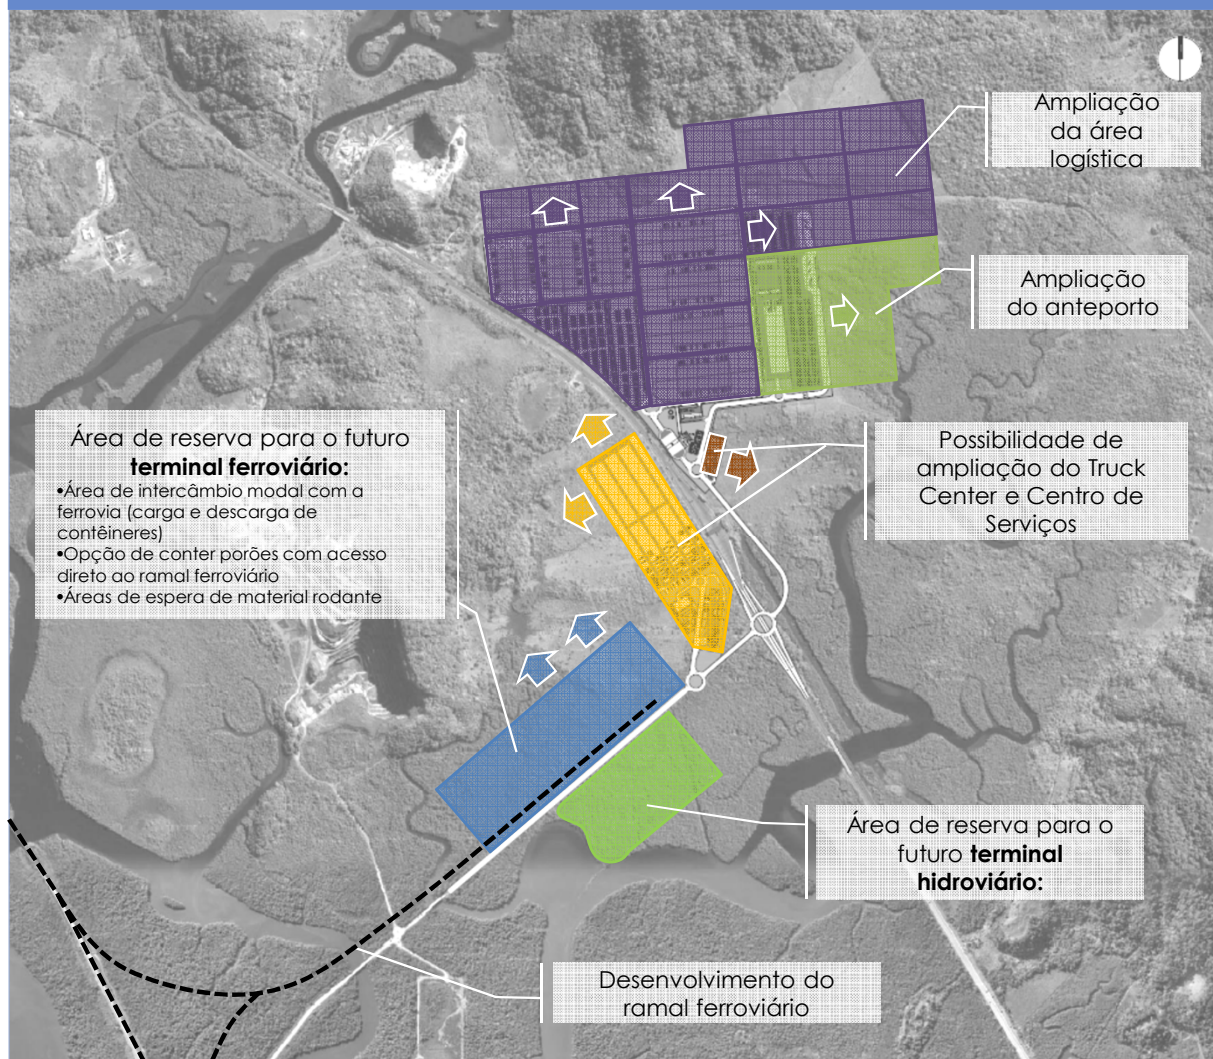 Ampliação
da área
logística
Ampliação
do anteporto
Área de reserva para o futuro
terminal ferroviário:
•Área de intercâmbio modal com a
ferrovia (carga e descarga de
contêineres)
•Opção de conter porões com acesso
direto ao ramal ferroviário
•Áreas de espera de material rodante
Possibilidade de
ampliação do Truck
Center e Centro de
Serviços
Área de reserva para o
futuro terminal
hidroviário:
Desenvolvimento do
ramal ferroviário